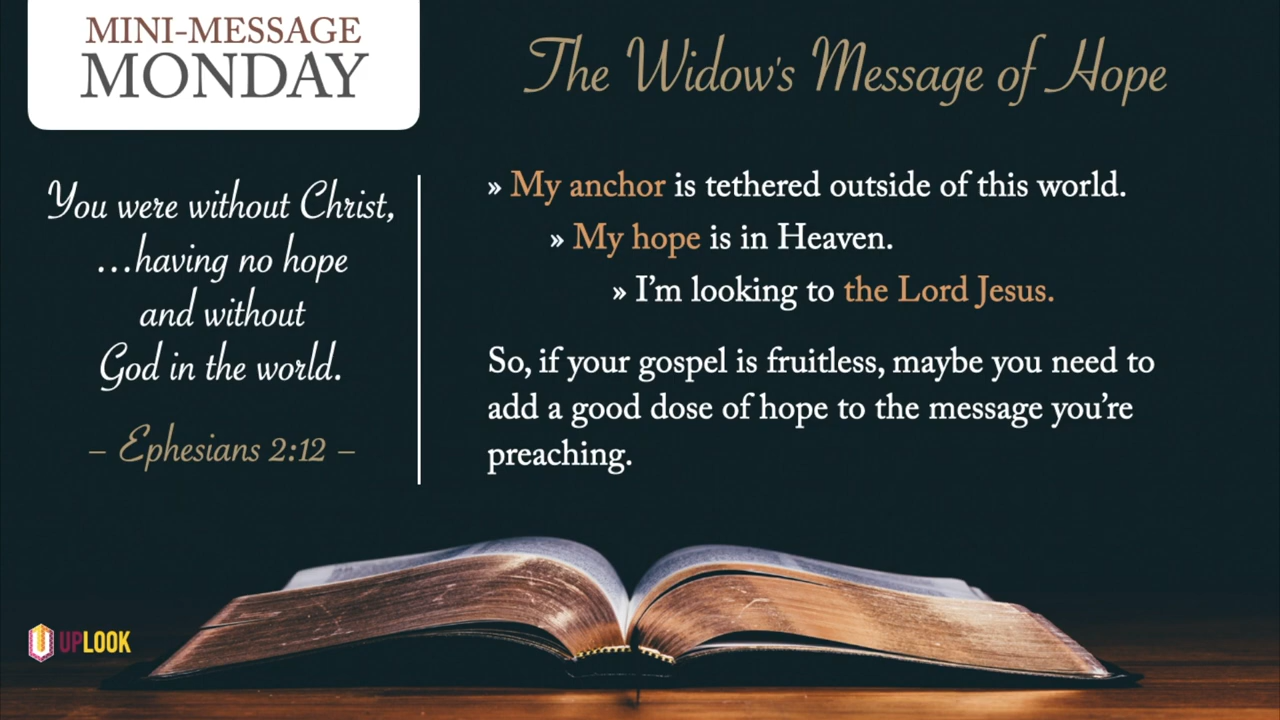 MINI-MESSAGE
MONDAY
The Widow's Message of Hope
You were without Christ,
...having no hope
and without
God in the world.
– Ephesians 2:12 –
» My anchor is tethered outside of this world.
» My hope is in Heaven.
» I'm looking to the Lord Jesus.
So, if your gospel is fruitless, maybe you need to
add a good dose of hope to the message you're
preaching.
UPLOOK